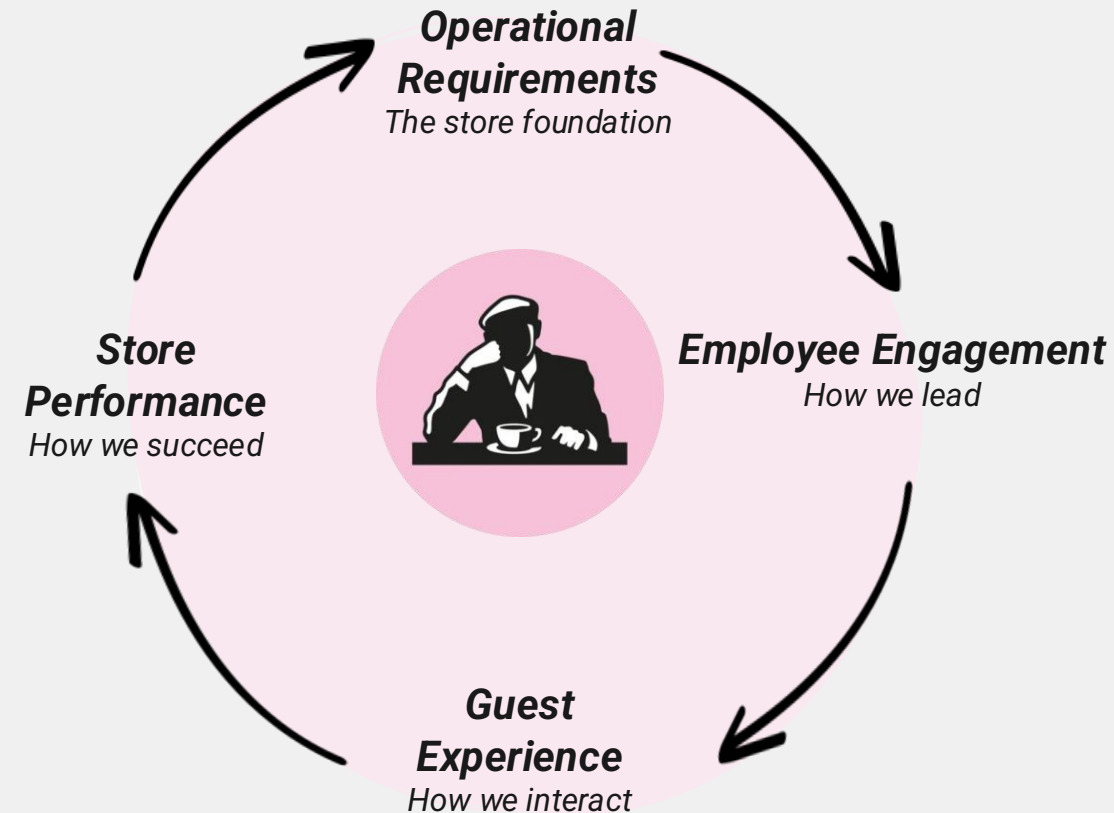 Operational
Requirements
The store foundation
Employee Engagement
How we lead
Guest
Experience
How we interact
Store
Performance
How we succeed